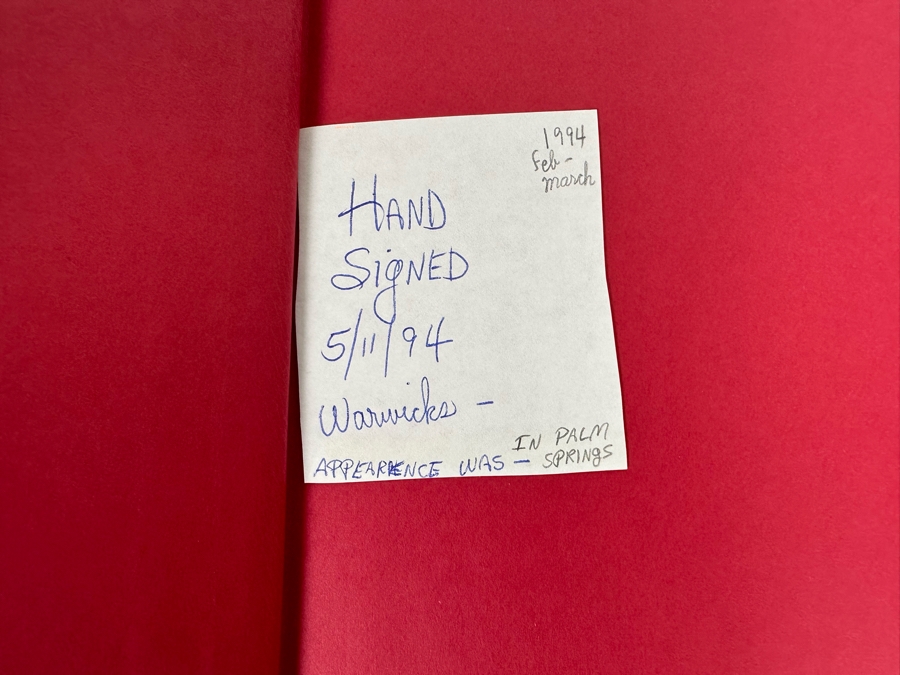 1994
Feb-
march
HAND
SigNED
5/11/94
Warwicks -
IN PALM
APPEARENCE WAS - SPRINGS